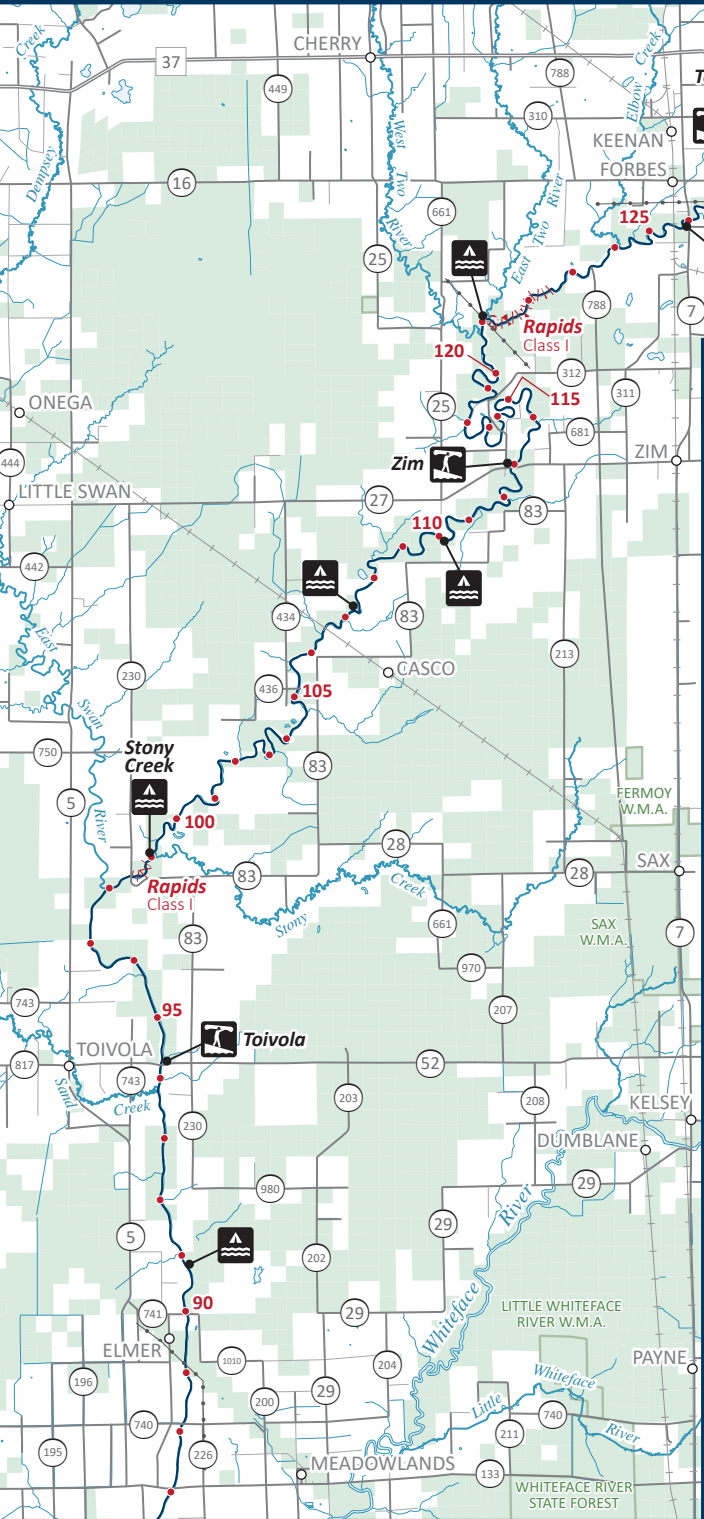 CHERRY
Creek
37
788
449
Creek
T
310
Elbow
KEENAN
West Two River
Dempsey
FORBES
16
East Two River
661
125
25
788
7
Rapids
Class I
120
312
311
115
ONEGA
25
681
Zim
ZIM
444
LITTLE SWAN
27
83
110
442
434
83
East
213
CASCO
230
436
105
Swan
750
Stony
Creek
83
5
FERMOY
W.M.A.
River
100
28
SAX
83
28
Rapids
Class I
Creek
Stony
661
SAX
W.M.A.
7
83
970
743
95
207
Toivola
TOIVOLA
52
817
743
Sand
Creek
203
208
KELSEY
230
DUMBLANE
980
29
River
5
29
202
90
741
29
LITTLE WHITEFACE
RIVER W.M.A.
Whiteface
ELMER
1010
204
PAYNE
196
29
200
Little
Whiteface
River
740
740
211
195
226
MEADOWLANDS
133
WHITEFACE RIVER
STATE FOREST